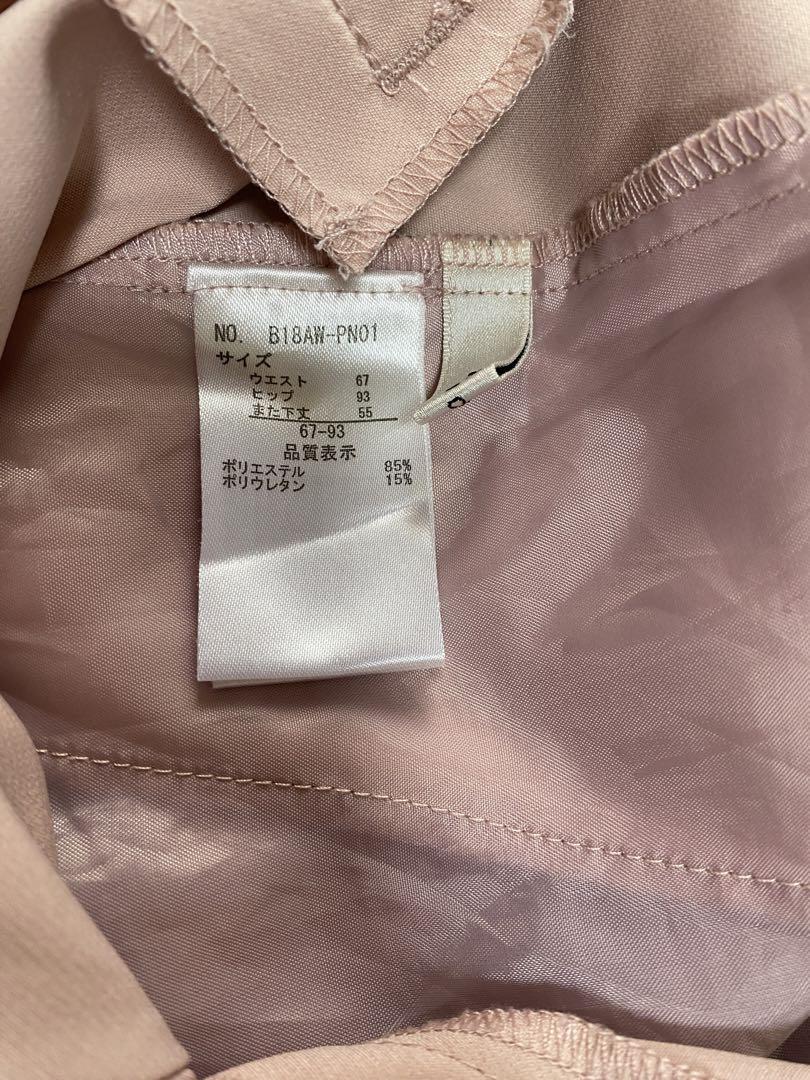 NO. B18AW-PN01
サイズ
ウエスト 67
ヒップ 93
また下丈 55
67-93
品質表示
ポリエステル 85%
ポリウレタン 15%